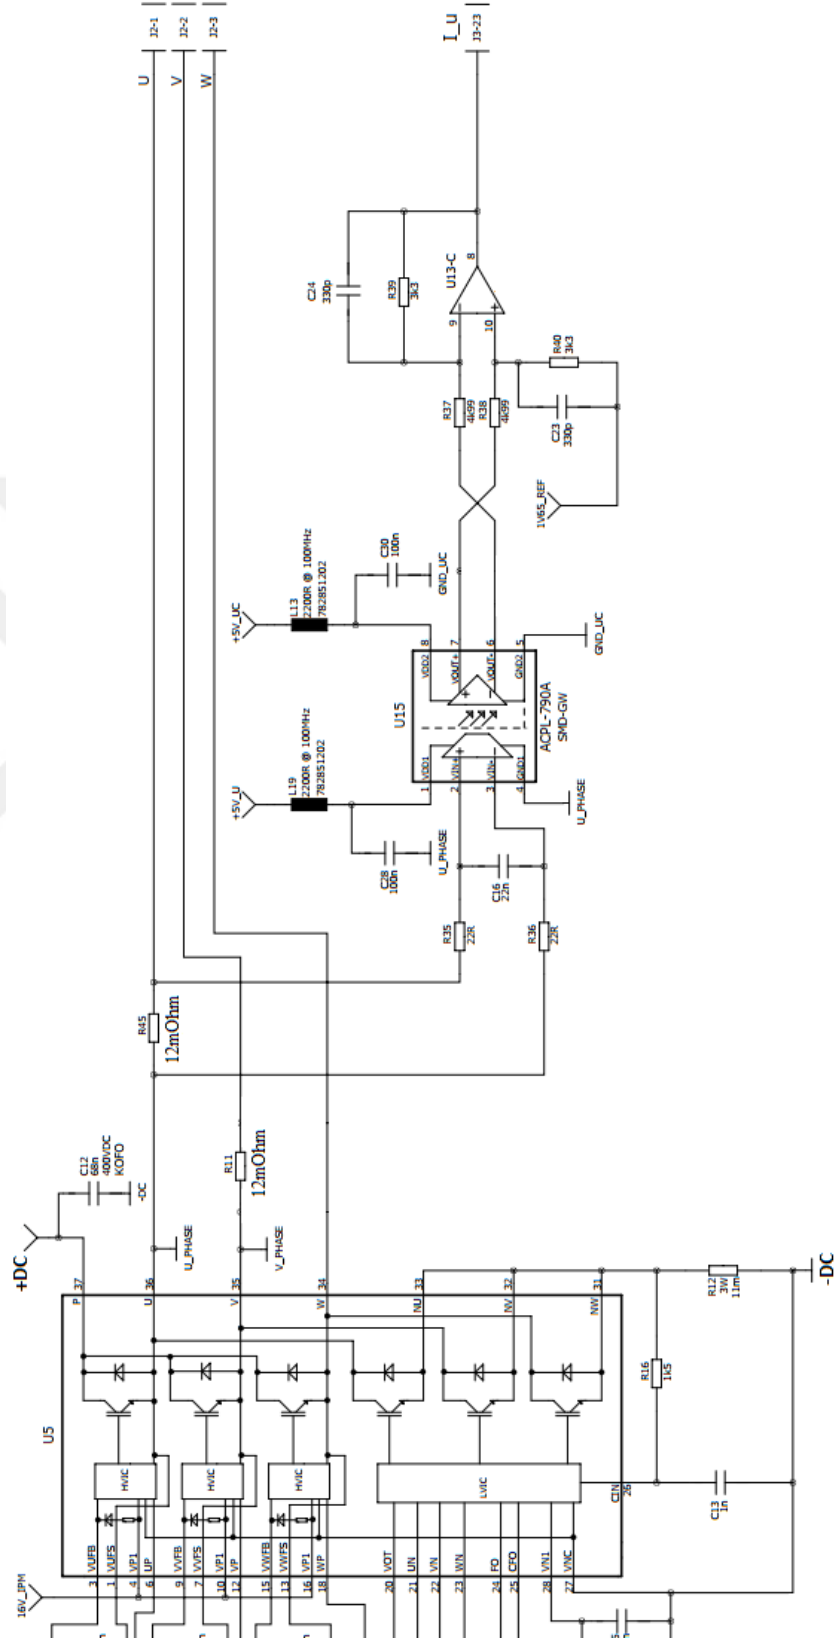 J2-1
J2-2
J2-3
U
V
W
I_u
J3-23
C24
330p
R39
3k3
U13-C
8
9
10
R37
4k99
R38
4k99
R40
3k3
C23
330p
1V65_REF
C30
100n
GND_UC
L13
2200R @ 100MHz
782851202
+5V_UC
VDD2 8
VOUT+ 7
VOUT- 6
GND2 5
GND_UC
U15
ACPL-790A
SMD-GW
L19
2200R @ 100MHz
782851202
+5V_U
1 VDD1
2 VIN+
3 VIN-
4 GND1
U_PHASE
C28
100n
U_PHASE
C16
22n
R35
22R
R36
22R
R45
12mOhm
R11
12mOhm
C12
68n
400VDC
KOFO
-DC
+DC
U_PHASE
V_PHASE
P 37
U 36
V 35
W 34
NU 33
NV 32
NW 31
R12
3W
11m
-DC
R16
1k5
U5
HVIC
HVIC
HVIC
LVIC
CIN
26
C13
1n
16V_IPM
3 VUFB
1 VUFS
4 VP1
6 UP
9 VVFB
7 VVFS
10 VP1
12 VP
15 VWFB
13 VWFS
16 VP1
18 WP
20 VOT
21 UN
22 VN
23 WN
24 FO
25 CFO
28 VN1
27 VNC